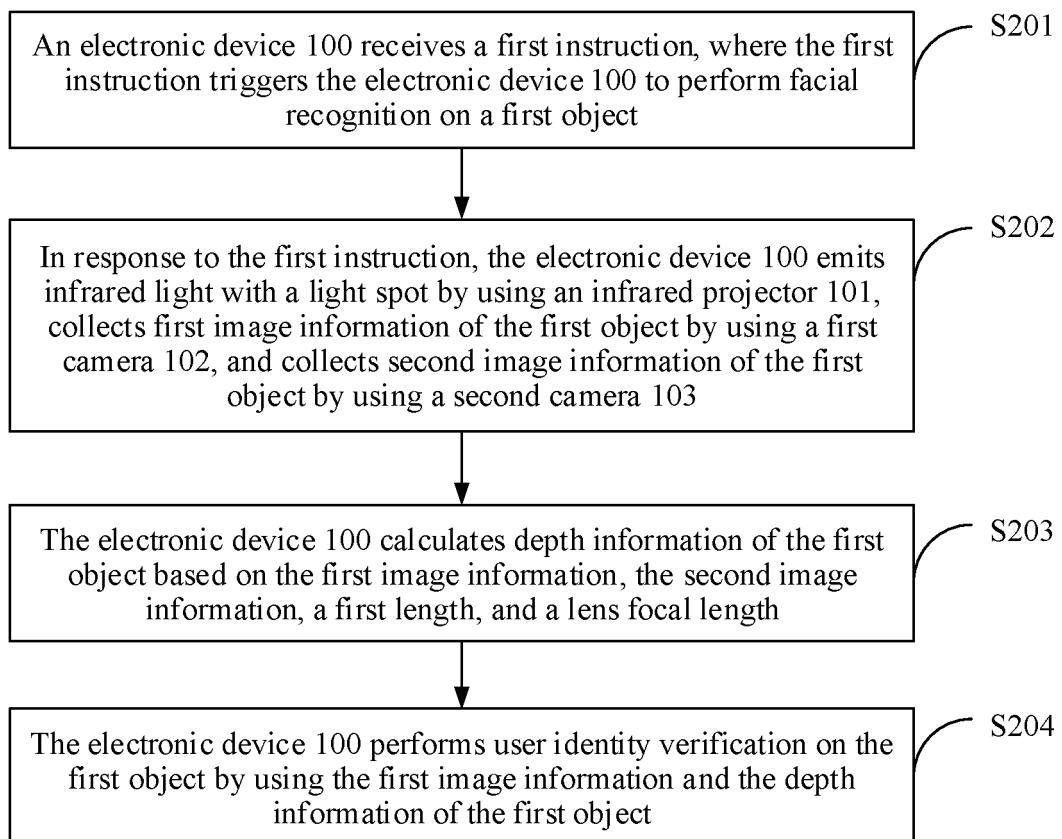 An electronic device 100 receives a first instruction, where the first
instruction triggers the electronic device 100 to perform facial
recognition on a first object
S201
In response to the first instruction, the electronic device 100 emits
infrared light with a light spot by using an infrared projector 101,
collects first image information of the first object by using a first
camera 102, and collects second image information of the first
object by using a second camera 103
S202
The electronic device 100 calculates depth information of the first
object based on the first image information, the second image
information, a first length, and a lens focal length
S203
The electronic device 100 performs user identity verification on the
first object by using the first image information and the depth
information of the first object
S204